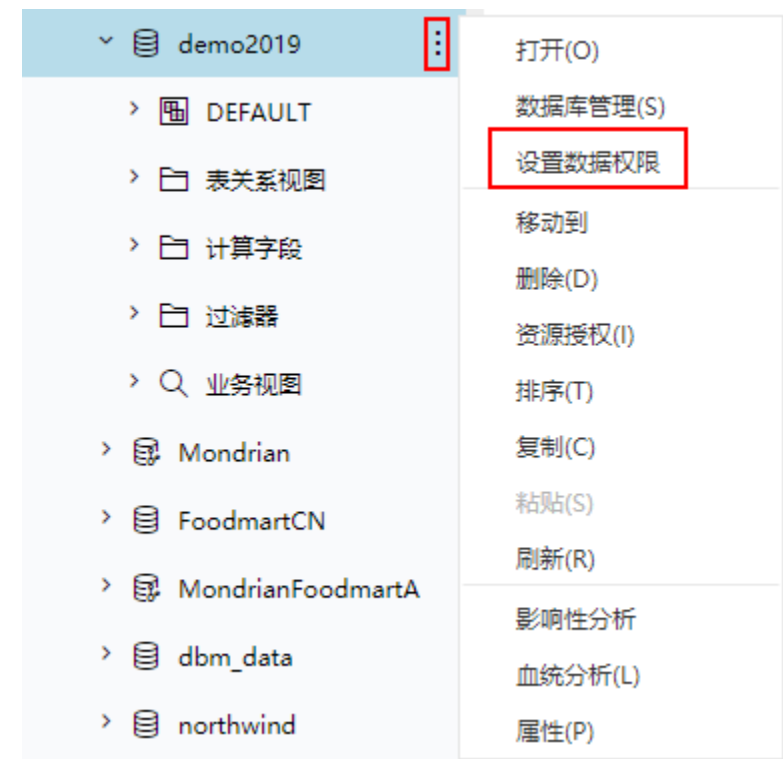 demo2019
DEFAULT
表关系视图
计算字段
过滤器
业务视图
Mondrian
FoodmartCN
MondrianFoodmartA
dbm_data
northwind
打开(O)
数据库管理(S)
设置数据权限
移动到
删除(D)
资源授权(I)
排序(T)
复制(C)
粘贴(S)
刷新(R)
影响性分析
血统分析(L)
属性(P)